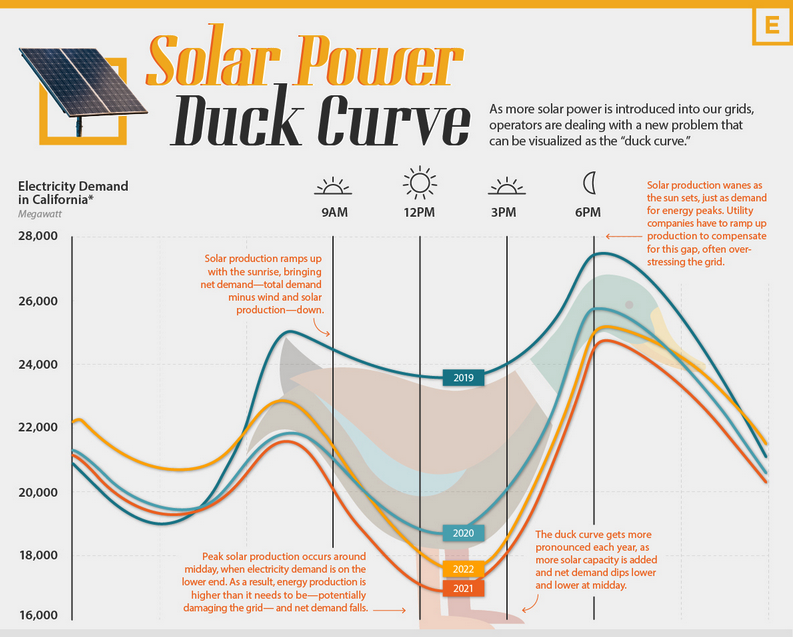 E
Solar Power
Duck Curve
As more solar power is introduced into our grids,
operators are dealing with a new problem that
can be visualized as the “duck curve.”
Electricity Demand
in California*
Megawatt
9AM
12PM
3PM
6PM
Solar production wanes as
the sun sets, just as demand
for energy peaks. Utility
companies have to ramp up
production to compensate
for this gap, often over-
stressing the grid.
28,000
26,000
24,000
22,000
20,000
18,000
16,000
Solar production ramps up
with the sunrise, bringing
net demand—total demand
minus wind and solar
production—down.
2019
2020
2022
2021
Peak solar production occurs around
midday, when electricity demand is on the
lower end. As a result, energy production is
higher than it needs to be—potentially
damaging the grid— and net demand falls.
The duck curve gets more
pronounced each year, as
more solar capacity is added
and net demand dips lower
and lower at midday.